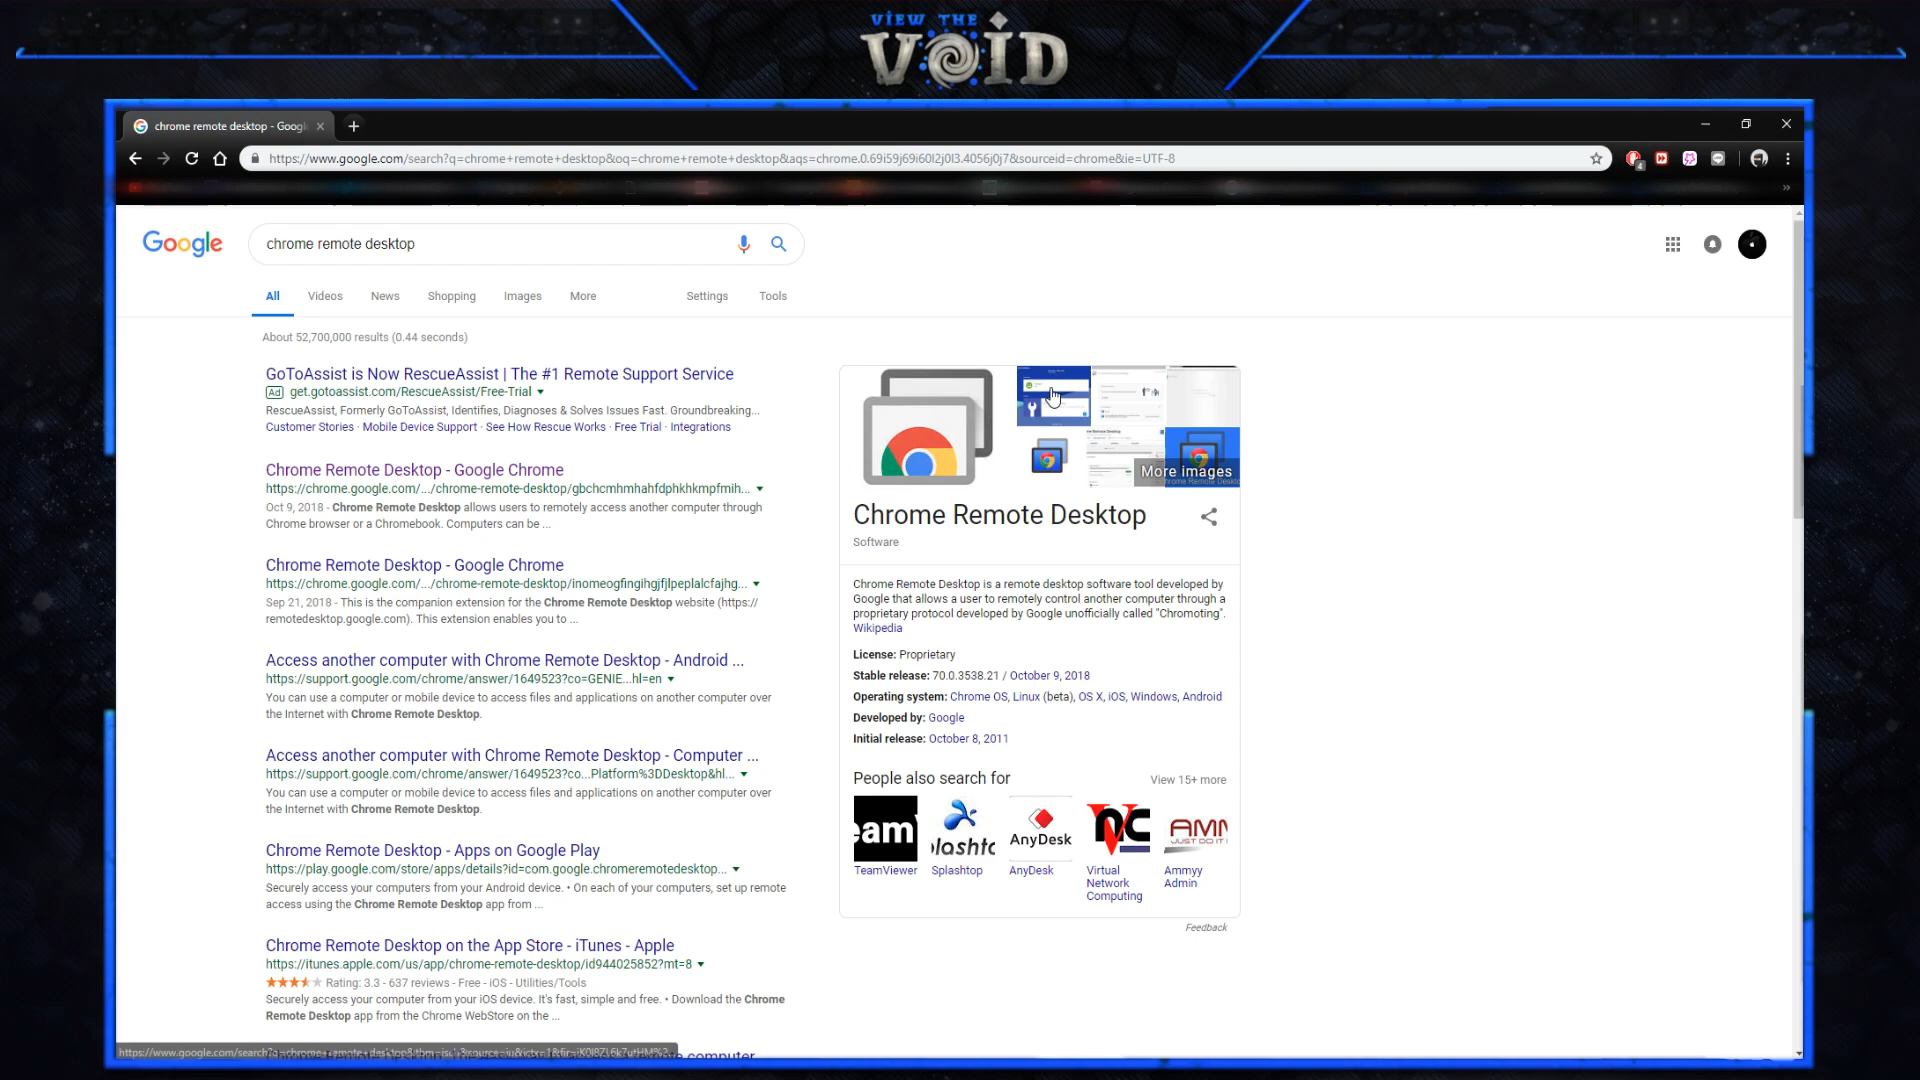 VIEW THE
VOID
chrome remote desktop - Googl
https://www.google.com/search?q=chrome+remote+desktop&oq=chrome+remote+desktop&aqs=chrome.0.69i59j69i60l2j0l3.4056j0j7&sourceid=chrome&ie=UTF-8
4
Google
chrome remote desktop
All Videos News Shopping Images More Settings Tools
About 52,700,000 results (0.44 seconds)
GoToAssist is Now RescueAssist | The #1 Remote Support Service
Ad get.gotoassist.com/RescueAssist/Free-Trial
RescueAssist, Formerly GoToAssist, Identifies, Diagnoses & Solves Issues Fast. Groundbreaking...
Customer Stories · Mobile Device Support · See How Rescue Works · Free Trial · Integrations
Chrome Remote Desktop - Google Chrome
https://chrome.google.com/.../chrome-remote-desktop/gbchcmhmhahfdphkhkmpfmih...
Oct 9, 2018 - Chrome Remote Desktop allows users to remotely access another computer through
Chrome browser or a Chromebook. Computers can be ...
Chrome Remote Desktop - Google Chrome
https://chrome.google.com/.../chrome-remote-desktop/inomeogfingihgjfjlpeplalcfajhg...
Sep 21, 2018 - This is the companion extension for the Chrome Remote Desktop website (https://
remotedesktop.google.com). This extension enables you to ...
Access another computer with Chrome Remote Desktop - Android ...
https://support.google.com/chrome/answer/1649523?co=GENIE...hl=en
You can use a computer or mobile device to access files and applications on another computer over
the Internet with Chrome Remote Desktop.
Access another computer with Chrome Remote Desktop - Computer ...
https://support.google.com/chrome/answer/1649523?co...Platform%3DDesktop&hl...
You can use a computer or mobile device to access files and applications on another computer over
the Internet with Chrome Remote Desktop.
Chrome Remote Desktop - Apps on Google Play
https://play.google.com/store/apps/details?id=com.google.chromeremotedesktop...
Securely access your computers from your Android device. • On each of your computers, set up remote
access using the Chrome Remote Desktop app from ...
Chrome Remote Desktop on the App Store - iTunes - Apple
https://itunes.apple.com/us/app/chrome-remote-desktop/id944025852?mt=8
Rating: 3.3 - 637 reviews - Free - iOS - Utilities/Tools
Securely access your computer from your iOS device. It's fast, simple and free. • Download the Chrome
Remote Desktop app from the Chrome WebStore on the ...
More images
Chrome Remote Desktop
Software
Chrome Remote Desktop is a remote desktop software tool developed by
Google that allows a user to remotely control another computer through a
proprietary protocol developed by Google unofficially called "Chromoting".
Wikipedia
License: Proprietary
Stable release: 70.0.3538.21 / October 9, 2018
Operating system: Chrome OS, Linux (beta), OS X, iOS, Windows, Android
Developed by: Google
Initial release: October 8, 2011
People also search for View 15+ more
eam
plashto
AnyDesk
AMM
JUST DO IT
TeamViewer
Splashtop
AnyDesk
Virtual
Network
Computing
Ammyy
Admin
Feedback